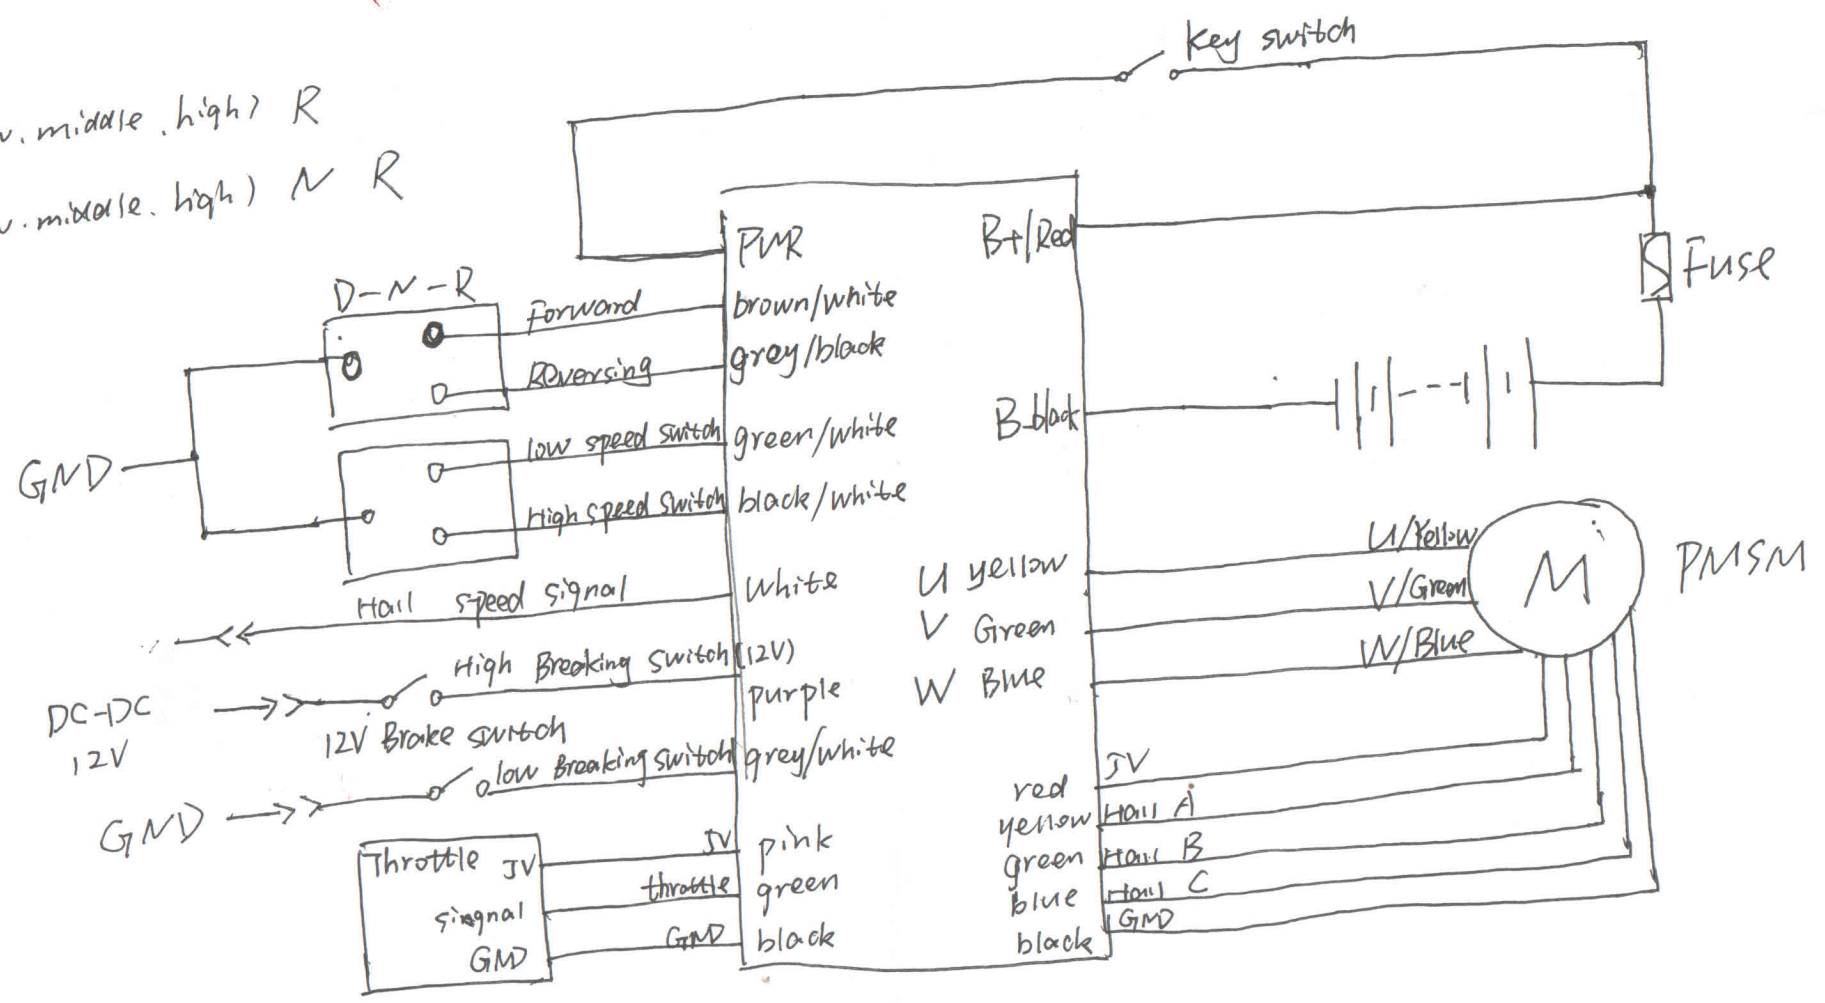 Key switch
.middle.high) R
.middle.high) N R
PWR
B+/Red
Fuse
D-N-R
Forward
brown/white
Reversing
grey/black
B-black
low speed switch
green/white
GND
High speed switch
black/white
U/Yellow
M
PMSM
Hall speed signal
White
U yellow
V/Green
V Green
W/Blue
High Breaking switch (12V)
purple
W Blue
DC-DC
12V
12V Brake switch
low Breaking switch
grey/white
GND
5V
red
Hall A
yellow
Hall B
green
Hall C
blue
GND
black
Throttle 5V
5V
pink
singnal
throttle
green
GND
GND
black